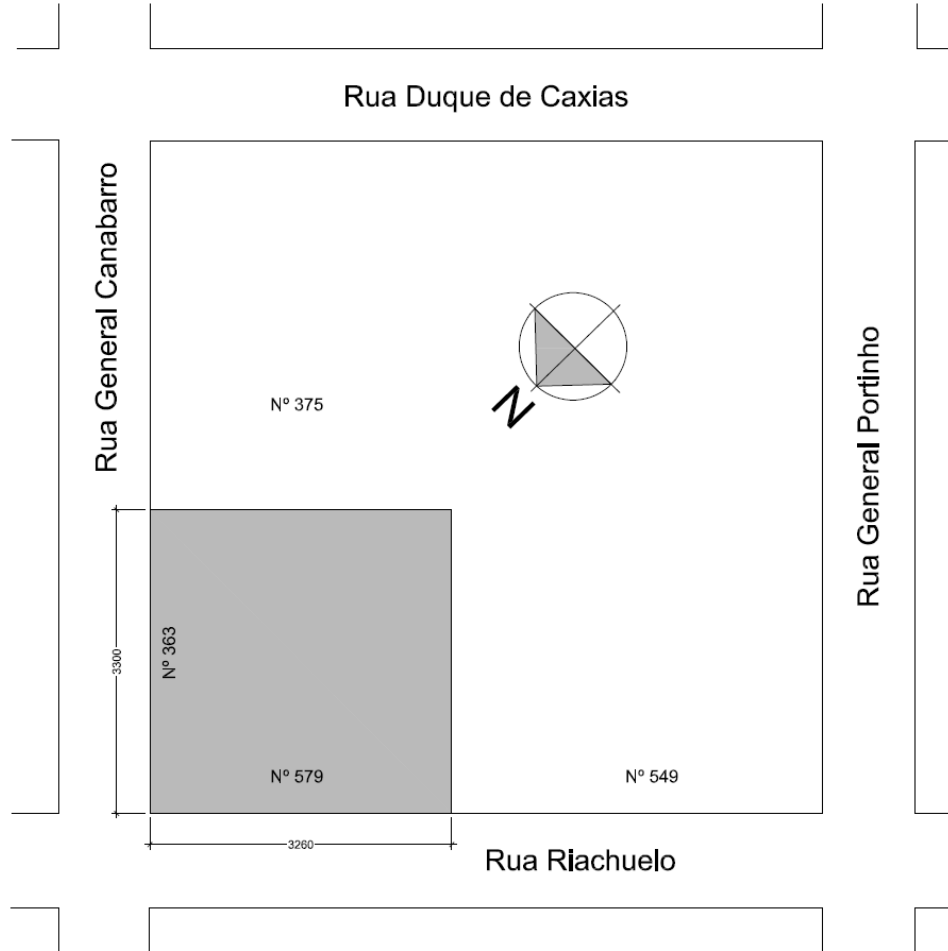 Rua Duque de Caxias
Rua General Canabarro
N
Rua General Portinho
Nº 375
3300
Nº 363
Nº 579
Nº 549
3260
Rua Riachuelo